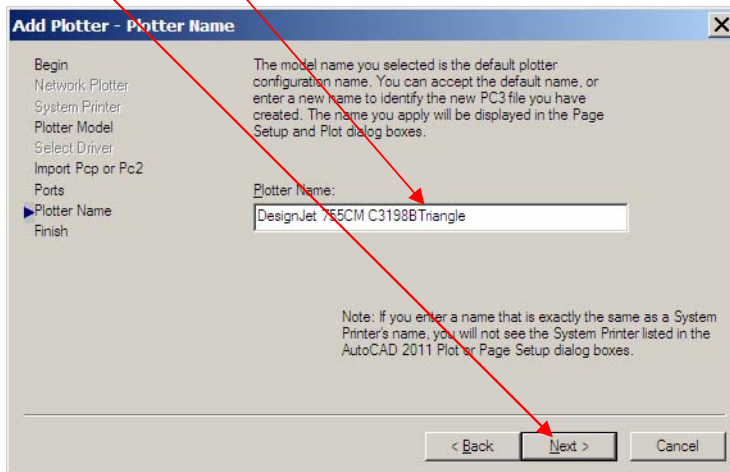 Add Plotter - Plotter Name
Begin
Network Plotter
System Printer
Plotter Model
Select Driver
Import Pcp or Pc2
Ports
Plotter Name
Finish
The model name you selected is the default plotter
configuration name. You can accept the default name, or
enter a new name to identify the new PC3 file you have
created. The name you apply will be displayed in the Page
Setup and Plot dialog boxes.
Plotter Name:
DesignJet 755CM C3198BTriangle
Note: If you enter a name that is exactly the same as a System
Printer's name, you will not see the System Printer listed in the
AutoCAD 2011 Plot or Page Setup dialog boxes.
< Back
Next >
Cancel